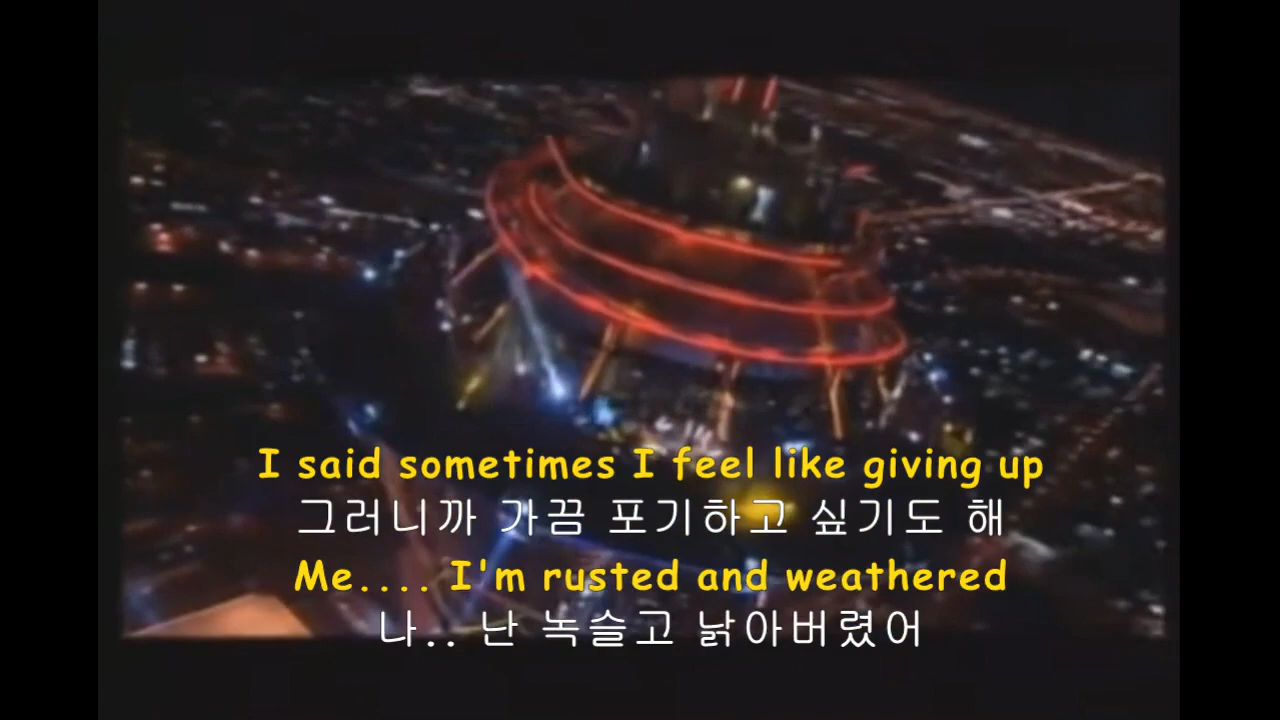 I said sometimes I feel like giving up
그러니까 가끔 포기하고 싶기도 해
Me.... I'm rusted and weathered
나.. 난 녹슬고 낡아버렸어